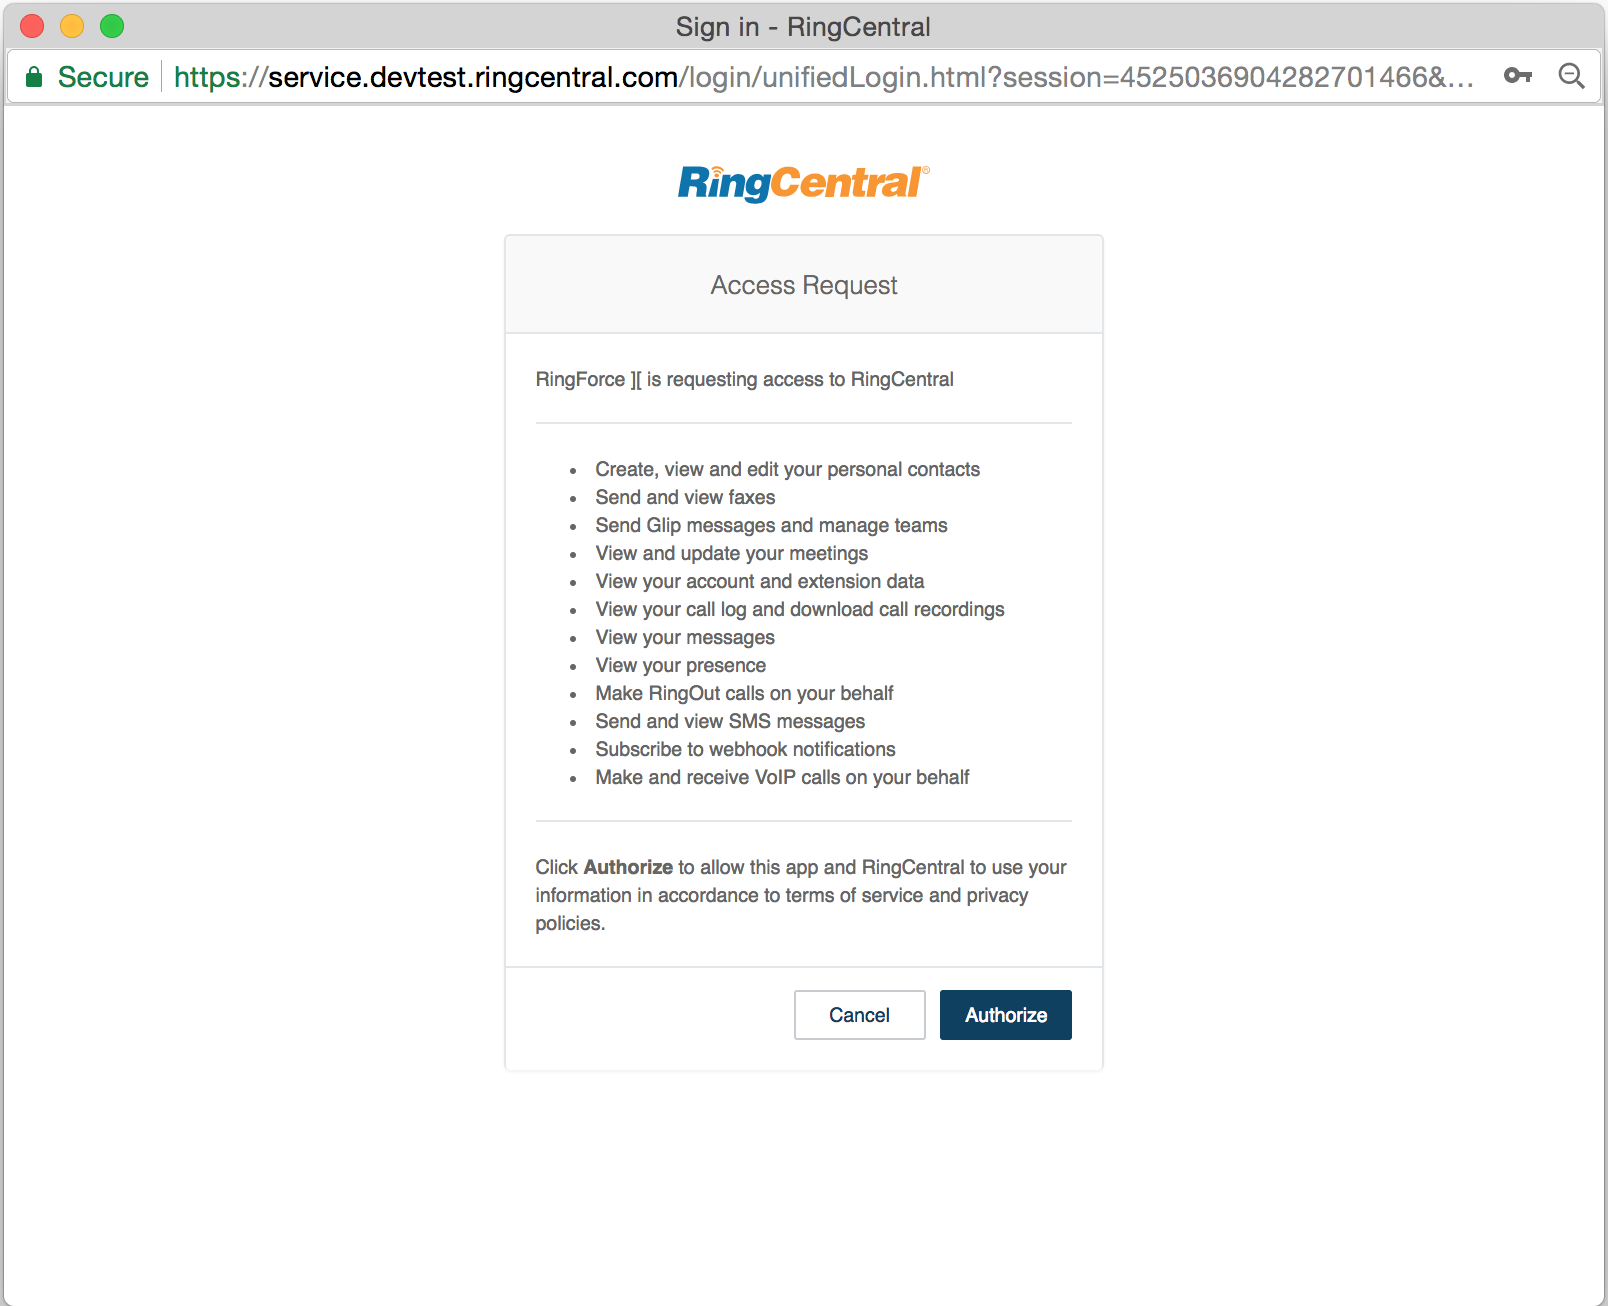 Sign in - RingCentral
Secure https://service.devtest.ringcentral.com/login/unifiedLogin.html?session=4525036904282701466&...
RingCentral®
Access Request
RingForce ][ is requesting access to RingCentral
• Create, view and edit your personal contacts
• Send and view faxes
• Send Glip messages and manage teams
• View and update your meetings
• View your account and extension data
• View your call log and download call recordings
• View your messages
• View your presence
• Make RingOut calls on your behalf
• Send and view SMS messages
• Subscribe to webhook notifications
• Make and receive VoIP calls on your behalf
Click Authorize to allow this app and RingCentral to use your
information in accordance to terms of service and privacy
policies.
Cancel Authorize